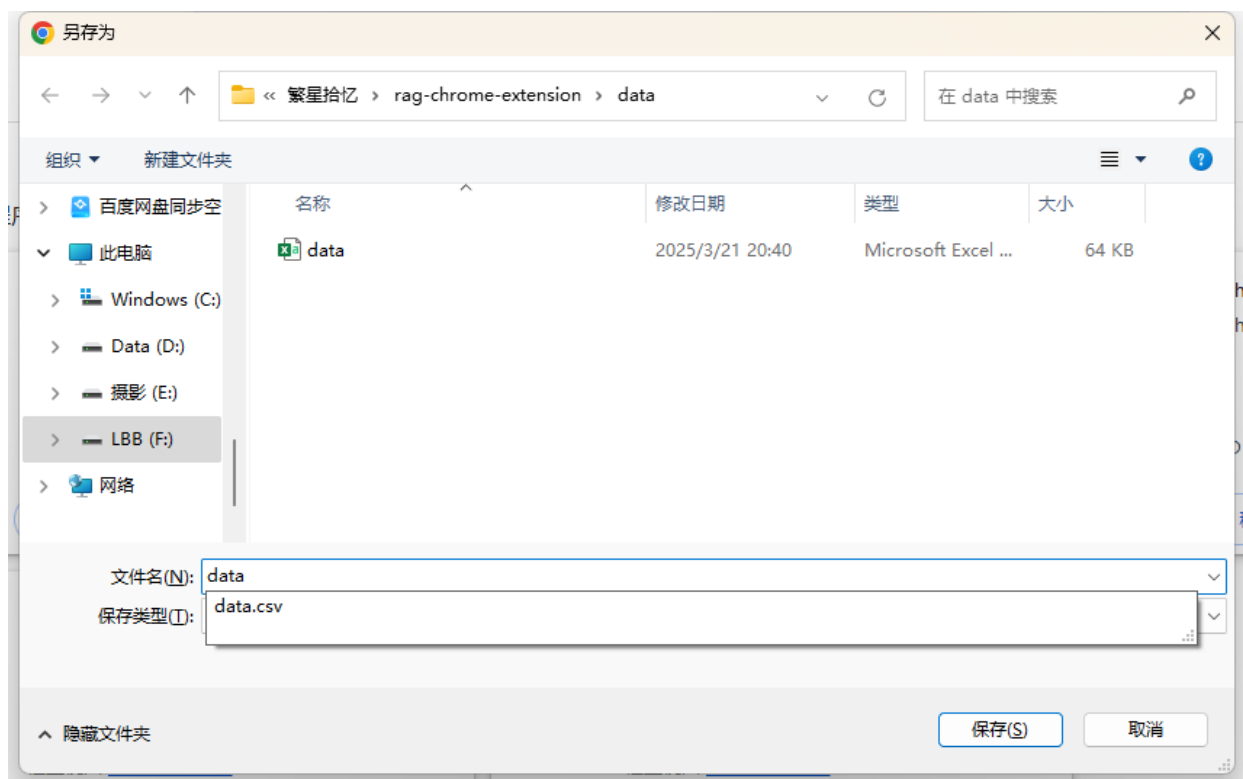 另存为
« 繁星拾忆 › rag-chrome-extension › data
在 data 中搜索
组织
新建文件夹
名称 修改日期 类型 大小
百度网盘同步空
此电脑
Windows (C:)
Data (D:)
摄影 (E:)
LBB (F:)
网络
data 2025/3/21 20:40 Microsoft Excel ... 64 KB
文件名(N): data
保存类型(T):
data.csv
隐藏文件夹
保存(S)
取消